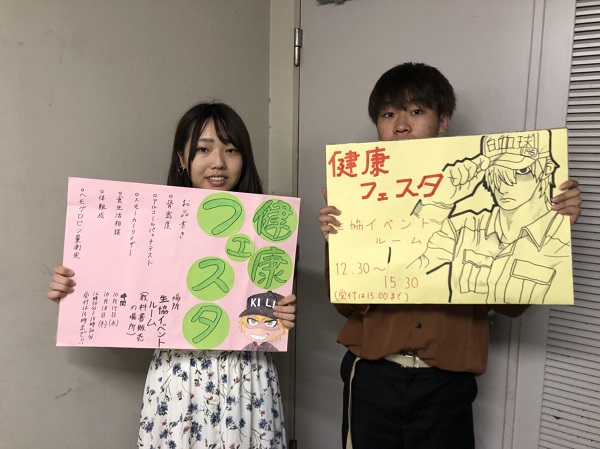 健康
フェスタ
お品書き
○骨密度
○アルコールパッチテスト
○スモーカーライザー
○食生活相談
○体組成
○ヘモグロビン量測定
場所
生協イベント
ルーム
(教科書販売
の場所)
時間
10月17日(水)
10月18日(木)
12時30分~15時30分
受付は15時まで!!
健康
フェスタ
生協イベント
ルーム
12.30~
15.30
(受付は15:00まで)
白血球